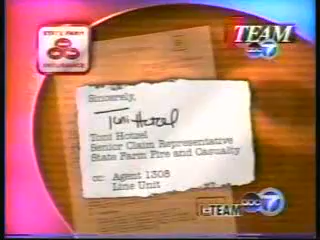 STATE FARM
INSURANCE
TEAM
abc 7
Sincerely,
Toni Hotzel
Toni Hotzel
Senior Claim Representative
State Farm Fire and Casualty
cc: Agent 1308
Line Unit
I-TEAM abc 7